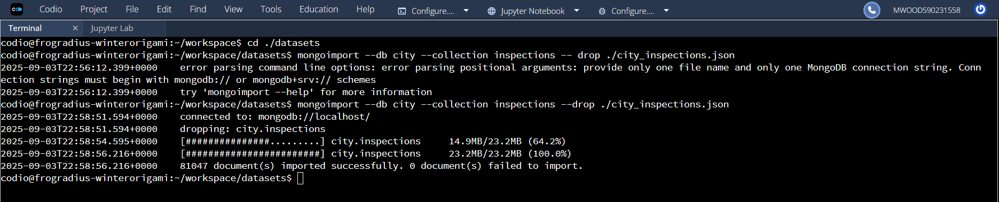 Codio Project File Edit Find View Tools Education Help Configure.... Jupyter Notebook Configure.... MWOOD590231558
Terminal × Jupyter Lab
codio@frogradius-winterorigami:~/workspace$ cd ./datasets
codio@frogradius-winterorigami:~/workspace/datasets$ mongoimport --db city --collection inspections -- drop ./city_inspections.json
2025-09-03T22:56:12.399+0000    error parsing command line options: error parsing positional arguments: provide only one file name and only one MongoDB connection string. Conn
ection strings must begin with mongodb:// or mongodb+srv:// schemes
2025-09-03T22:56:12.399+0000    try 'mongoimport --help' for more information
codio@frogradius-winterorigami:~/workspace/datasets$ mongoimport --db city --collection inspections --drop ./city_inspections.json
2025-09-03T22:58:51.594+0000    connected to: mongodb://localhost/
2025-09-03T22:58:51.594+0000    dropping: city.inspections
2025-09-03T22:58:54.595+0000    [###############.........] city.inspections     14.9MB/23.2MB (64.2%)
2025-09-03T22:58:56.216+0000    [########################] city.inspections     23.2MB/23.2MB (100.0%)
2025-09-03T22:58:56.216+0000    81047 document(s) imported successfully. 0 document(s) failed to import.
codio@frogradius-winterorigami:~/workspace/datasets$